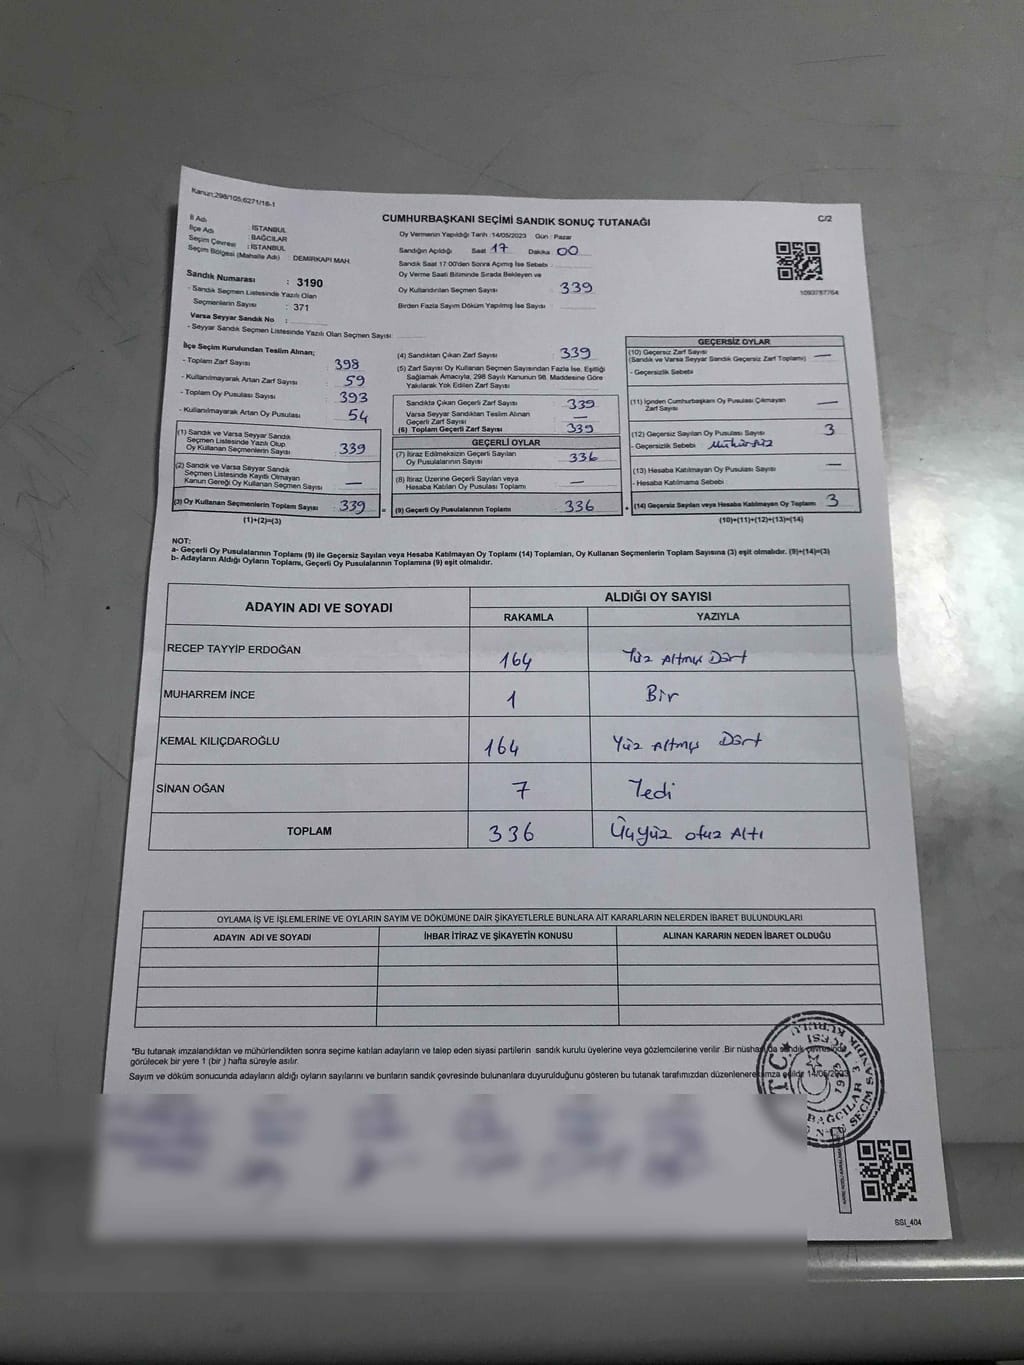 Kanun:298/105;6271/16-1
CUMHURBAŞKANI SEÇİMİ SANDIK SONUÇ TUTANAĞI
C/2
İl Adı : İSTANBUL
İlçe Adı : BAĞCILAR
Seçim Çevresi : İSTANBUL
Seçim Bölgesi (Mahalle Adı) : DEMİRKAPI MAH.
Sandık Numarası : 3190
- Sandık Seçmen Listesinde Yazılı Olan
Seçmenlerin Sayısı : 371
Varsa Seyyar Sandık No :
- Seyyar Sandık Seçmen Listesinde Yazılı Olan Seçmen Sayısı :
Oy Vermenin Yapıldığı Tarih :14/05/2023 Gün : Pazar
Sandığın Açıldığı Saat 17 Dakika 00
Sandık Saat 17:00'den Sonra Açılmış İse Sebebi :
Oy Verme Saati Bitiminde Sırada Bekleyen ve
Oy Kullandırılan Seçmen Sayısı 339
Birden Fazla Sayım Döküm Yapılmış İse Sayısı
1093787764
İlçe Seçim Kurulundan Teslim Alınan;
- Toplam Zarf Sayısı 398
- Kullanılmayarak Artan Zarf Sayısı 59
- Toplam Oy Pusulası Sayısı 393
- Kullanılmayarak Artan Oy Pusulası 54
(1) Sandık ve Varsa Seyyar Sandık
Seçmen Listesinde Yazılı Olup
Oy Kullanan Seçmenlerin Sayısı 339
(2) Sandık ve Varsa Seyyar Sandık
Seçmen Listesinde Kayıtlı Olmayan
Kanun Gereği Oy Kullanan Seçmen Sayısı —
(3) Oy Kullanan Seçmenlerin Toplam Sayısı 339
(1)+(2)=(3)
(4) Sandıktan Çıkan Zarf Sayısı 339
(5) Zarf Sayısı Oy Kullanan Seçmen Sayısından Fazla İse, Eşitliği
Sağlamak Amacıyla, 298 Sayılı Kanunun 98. Maddesine Göre
Yakılarak Yok Edilen Zarf Sayısı
Sandıkta Çıkan Geçerli Zarf Sayısı 339
Varsa Seyyar Sandıktan Teslim Alınan
Geçerli Zarf Sayısı —
(6) Toplam Geçerli Zarf Sayısı 339
GEÇERLİ OYLAR
(7) İtiraz Edilmeksizin Geçerli Sayılan
Oy Pusulalarının Sayısı 336
(8) İtiraz Üzerine Geçerli Sayılan veya
Hesaba Katılan Oy Pusulası Toplamı —
= (9) Geçerli Oy Pusulalarının Toplamı 336
GEÇERSİZ OYLAR
(10) Geçersiz Zarf Sayısı
(Sandık ve Varsa Seyyar Sandık Geçersiz Zarf Toplamı) —
- Geçersizlik Sebebi
(11) İçinden Cumhurbaşkanı Oy Pusulası Çıkmayan
Zarf Sayısı —
(12) Geçersiz Sayılan Oy Pusulası Sayısı 3
- Geçersizlik Sebebi Mühürsüz
(13) Hesaba Katılmayan Oy Pusulası Sayısı —
- Hesaba Katılmama Sebebi
+ (14) Geçersiz Sayılan veya Hesaba Katılmayan Oy Toplamı 3
(10)+(11)+(12)+(13)=(14)
NOT:
a- Geçerli Oy Pusulalarının Toplamı (9) ile Geçersiz Sayılan veya Hesaba Katılmayan Oy Toplamı (14) Toplamları, Oy Kullanan Seçmenlerin Toplam Sayısına (3) eşit olmalıdır. (9)+(14)=(3)
b- Adayların Aldığı Oyların Toplamı, Geçerli Oy Pusulalarının Toplamına (9) eşit olmalıdır.
ADAYIN ADI VE SOYADI
ALDIĞI OY SAYISI
RAKAMLA YAZIYLA
RECEP TAYYİP ERDOĞAN 164 Yüz Altmış Dört
MUHARREM İNCE 1 Bir
KEMAL KILIÇDAROĞLU 164 Yüz Altmış Dört
SİNAN OĞAN 7 Yedi
TOPLAM 336 Üçyüz otuz Altı
OYLAMA İŞ VE İŞLEMLERİNE VE OYLARIN SAYIM VE DÖKÜMÜNE DAİR ŞİKAYETLERLE BUNLARA AİT KARARLARIN NELERDEN İBARET BULUNDUKLARI
ADAYIN ADI VE SOYADI İHBAR İTİRAZ VE ŞİKAYETİN KONUSU ALINAN KARARIN NEDEN İBARET OLDUĞU
*Bu tutanak imzalandıktan ve mühürlendikten sonra seçime katılan adayların ve talep eden siyasi partilerin sandık kurulu üyelerine veya gözlemcilerine verilir .Bir nüshası da sandık çevresinde
görülecek bir yere 1 (bir ) hafta süreyle asılır.
Sayım ve döküm sonucunda adayların aldığı oyların sayılarını ve bunların sandık çevresinde bulunanlara duyurulduğunu gösteren bu tutanak tarafımızdan düzenlenerek imza edildi 14/05/2023
T.C.
BAĞCILAR 3
SEÇİM SANDIK KURULU
1992
SSI_404